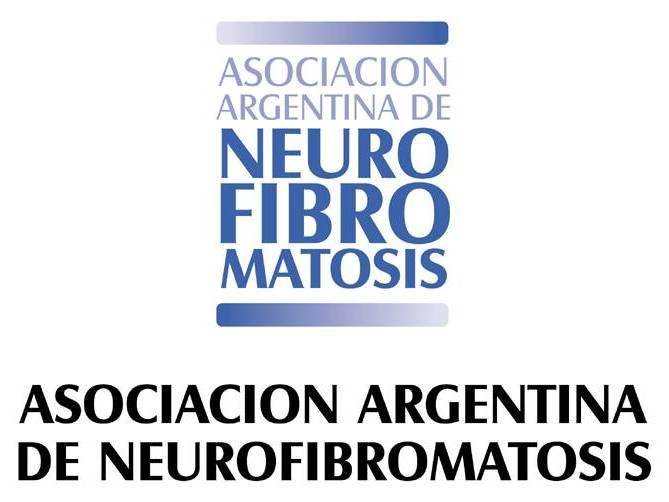 ASOCIACION
ARGENTINA DE
NEURO
FIBRO
MATOSIS
ASOCIACION ARGENTINA
DE NEUROFIBROMATOSIS